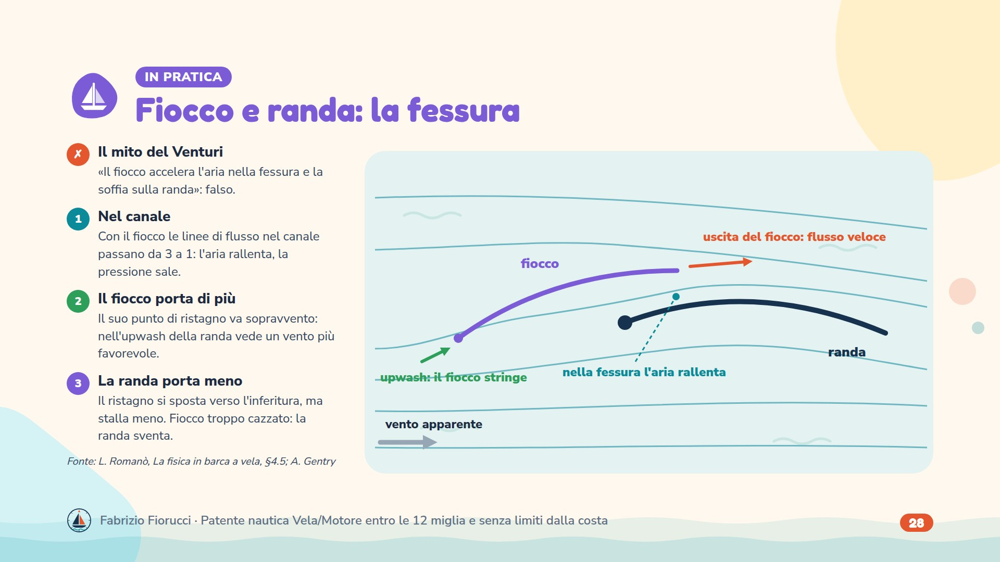 IN PRATICA
Fiocco e randa: la fessura
✗
Il mito del Venturi
«Il fiocco accelera l'aria nella fessura e la
soffia sulla randa»: falso.
1
Nel canale
Con il fiocco le linee di flusso nel canale
passano da 3 a 1: l'aria rallenta, la
pressione sale.
2
Il fiocco porta di più
Il suo punto di ristagno va sopravvento:
nell'upwash della randa vede un vento più
favorevole.
3
La randa porta meno
Il ristagno si sposta verso l'inferitura, ma
stalla meno. Fiocco troppo cazzato: la
randa sventa.
Fonte: L. Romanò, La fisica in barca a vela, §4.5; A. Gentry
uscita del fiocco: flusso veloce
fiocco
randa
upwash: il fiocco stringe
nella fessura l'aria rallenta
vento apparente
Fabrizio Fiorucci · Patente nautica Vela/Motore entro le 12 miglia e senza limiti dalla costa
28